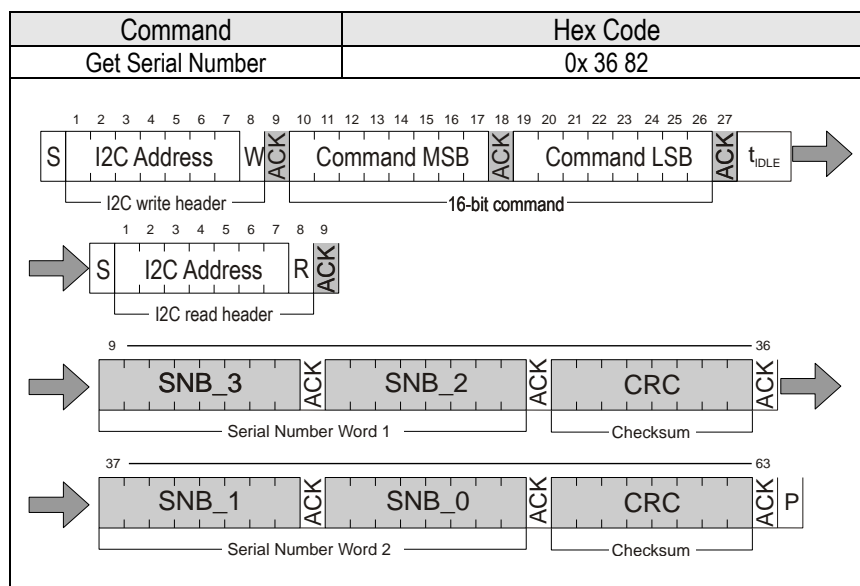 Command Hex Code
Get Serial Number 0x 36 82
1 2 3 4 5 6 7 8 9 10 11 12 13 14 15 16 17 18 19 20 21 22 23 24 25 26 27
S I2C Address W ACK Command MSB ACK Command LSB ACK tIDLE
I2C write header 16-bit command
1 2 3 4 5 6 7 8 9
S I2C Address R ACK
I2C read header
9 36
SNB_3 ACK SNB_2 ACK CRC ACK
Serial Number Word 1 Checksum
37 63
SNB_1 ACK SNB_0 ACK CRC ACK P
Serial Number Word 2 Checksum